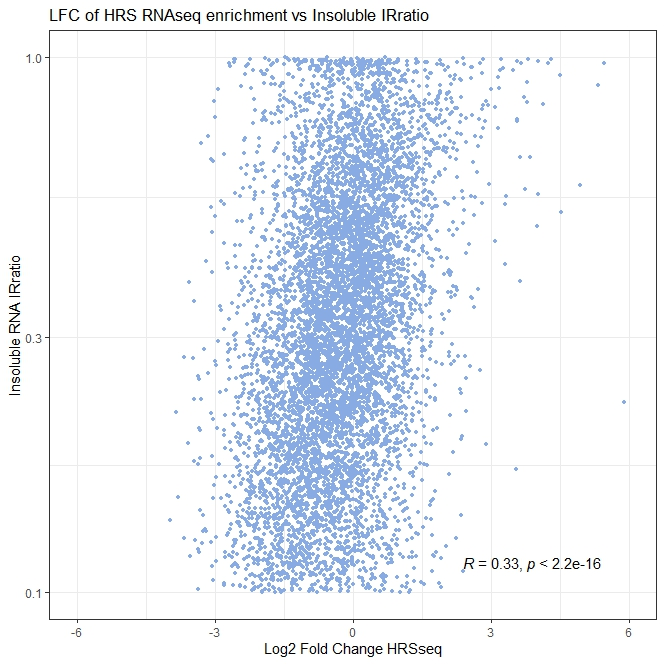 LFC of HRS RNAseq enrichment vs Insoluble IRratio
1.0
0.3
0.1
Insoluble RNA IRratio
R = 0.33, p < 2.2e-16
-6
-3
0
3
6
Log2 Fold Change HRSseq